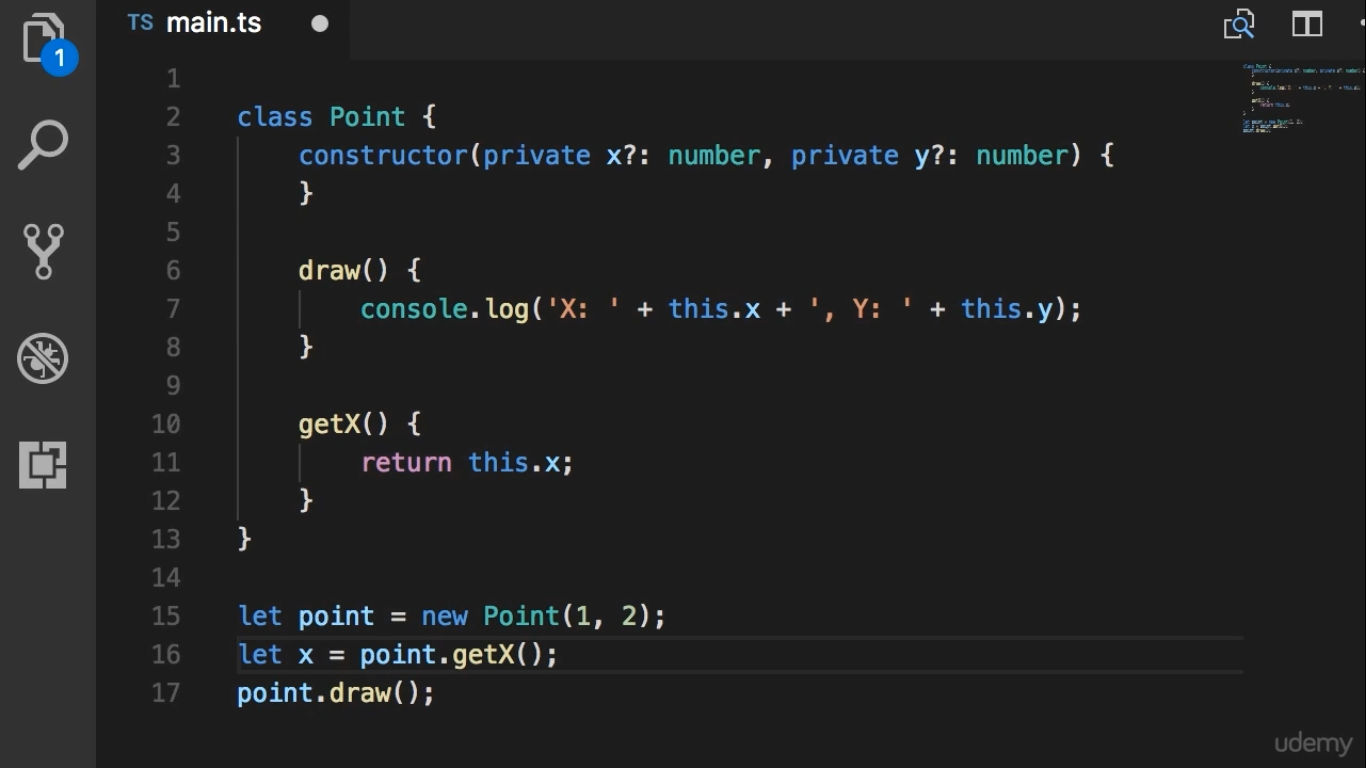 TS main.ts
1
1
2 class Point {
3 constructor(private x?: number, private y?: number) {
4 }
5
6 draw() {
7 console.log('X: ' + this.x + ', Y: ' + this.y);
8 }
9
10 getX() {
11 return this.x;
12 }
13 }
14
15 let point = new Point(1, 2);
16 let x = point.getX();
17 point.draw();
udemy